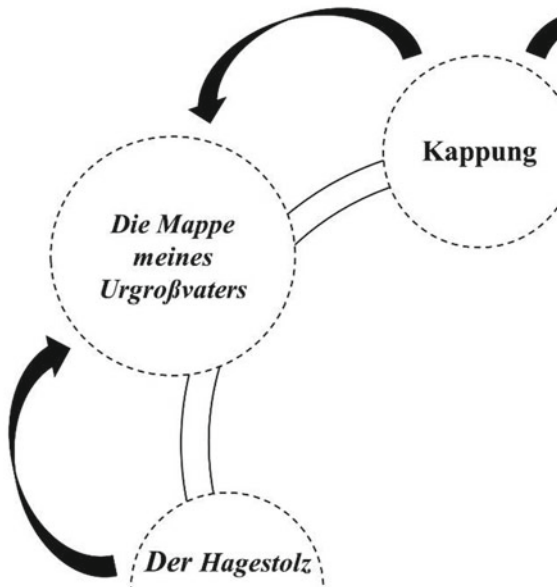 Kappung
Die Mappe
meines
Urgroßvaters
Der Hagestolz